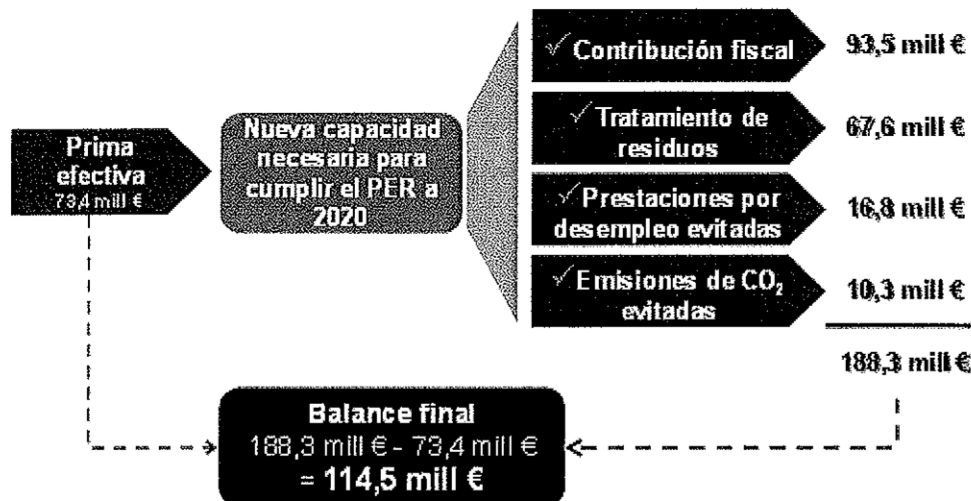 ✓ Contribución fiscal
93,5 mill €
✓ Tratamiento de
residuos
67,6 mill €
Prima
efectiva
73,4 mill €
Nueva capacidad
necesaria para
cumplir el PER a
2020
✓ Prestaciones por
desempleo evitadas
16,8 mill €
✓ Emisiones de CO₂
evitadas
10,3 mill €
188,3 mill €
Balance final
188,3 mill € - 73,4 mill €
= 114,5 mill €